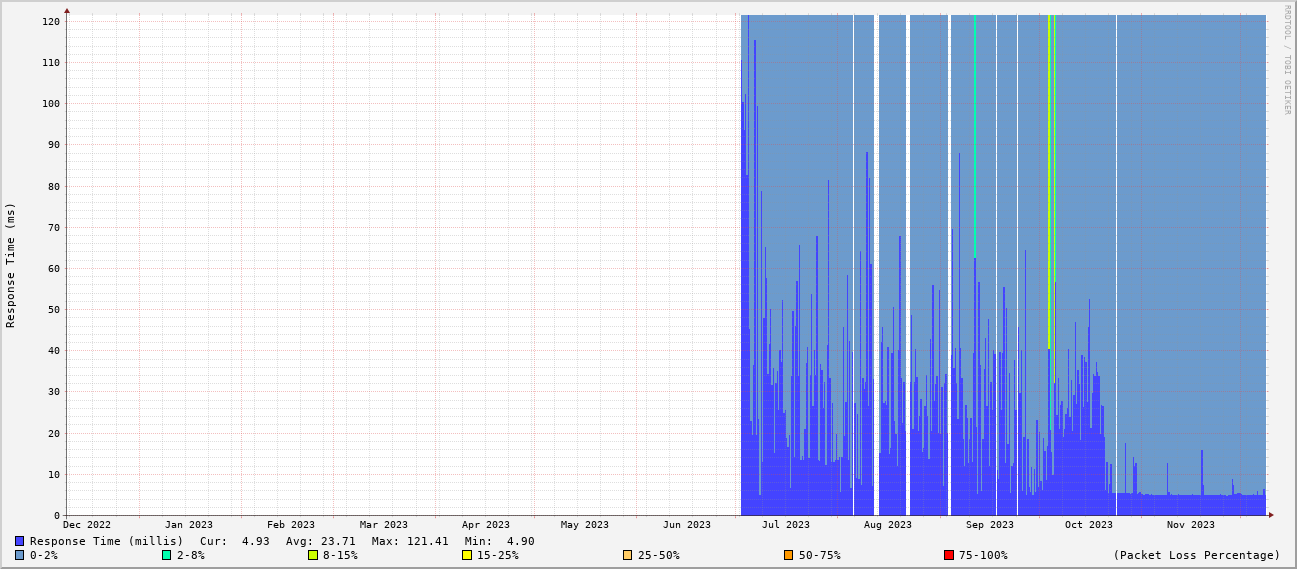 RRDTOOL / TOBI OETIKER
Response Time (ms)
120
110
100
90
80
70
60
50
40
30
20
10
0
Dec 2022 Jan 2023 Feb 2023 Mar 2023 Apr 2023 May 2023 Jun 2023 Jul 2023 Aug 2023 Sep 2023 Oct 2023 Nov 2023
Response Time (millis) Cur: 4.93 Avg: 23.71 Max: 121.41 Min: 4.90
0-2% 2-8% 8-15% 15-25% 25-50% 50-75% 75-100% (Packet Loss Percentage)